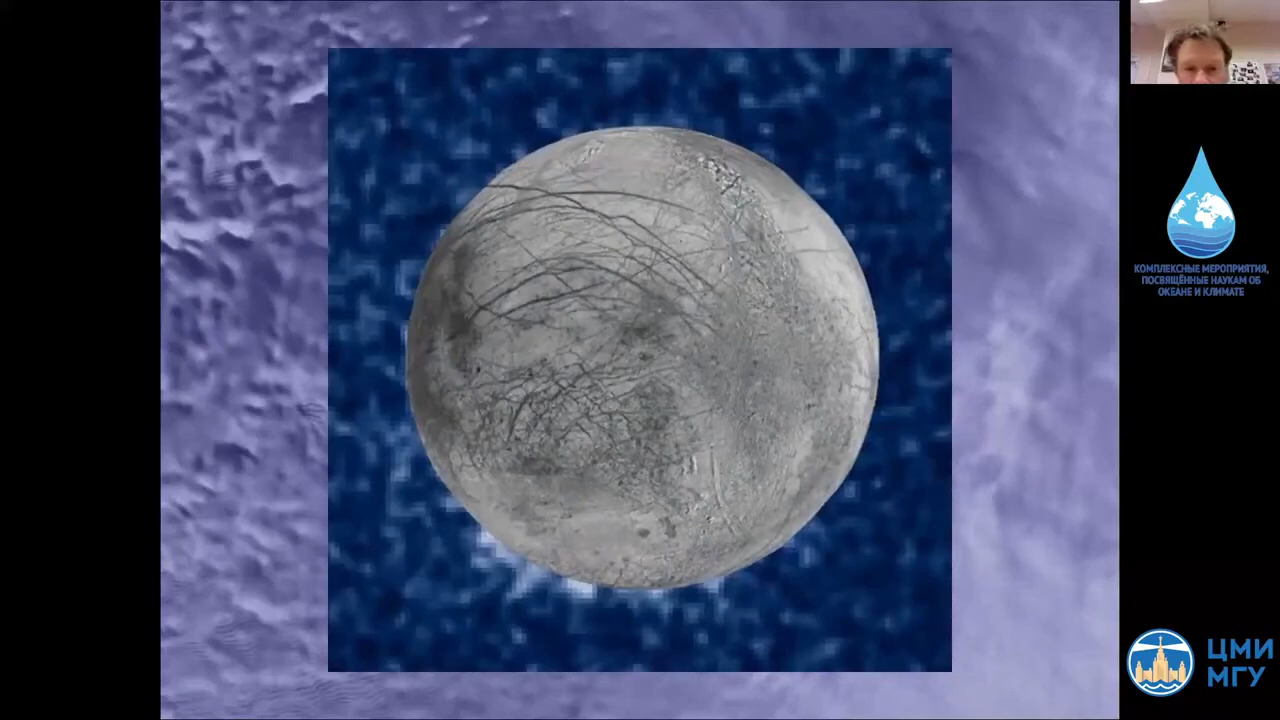 КОМПЛЕКСНЫЕ МЕРОПРИЯТИЯ,
ПОСВЯЩЁННЫЕ НАУКАМ ОБ
ОКЕАНЕ И КЛИМАТЕ
ЦМИ
МГУ